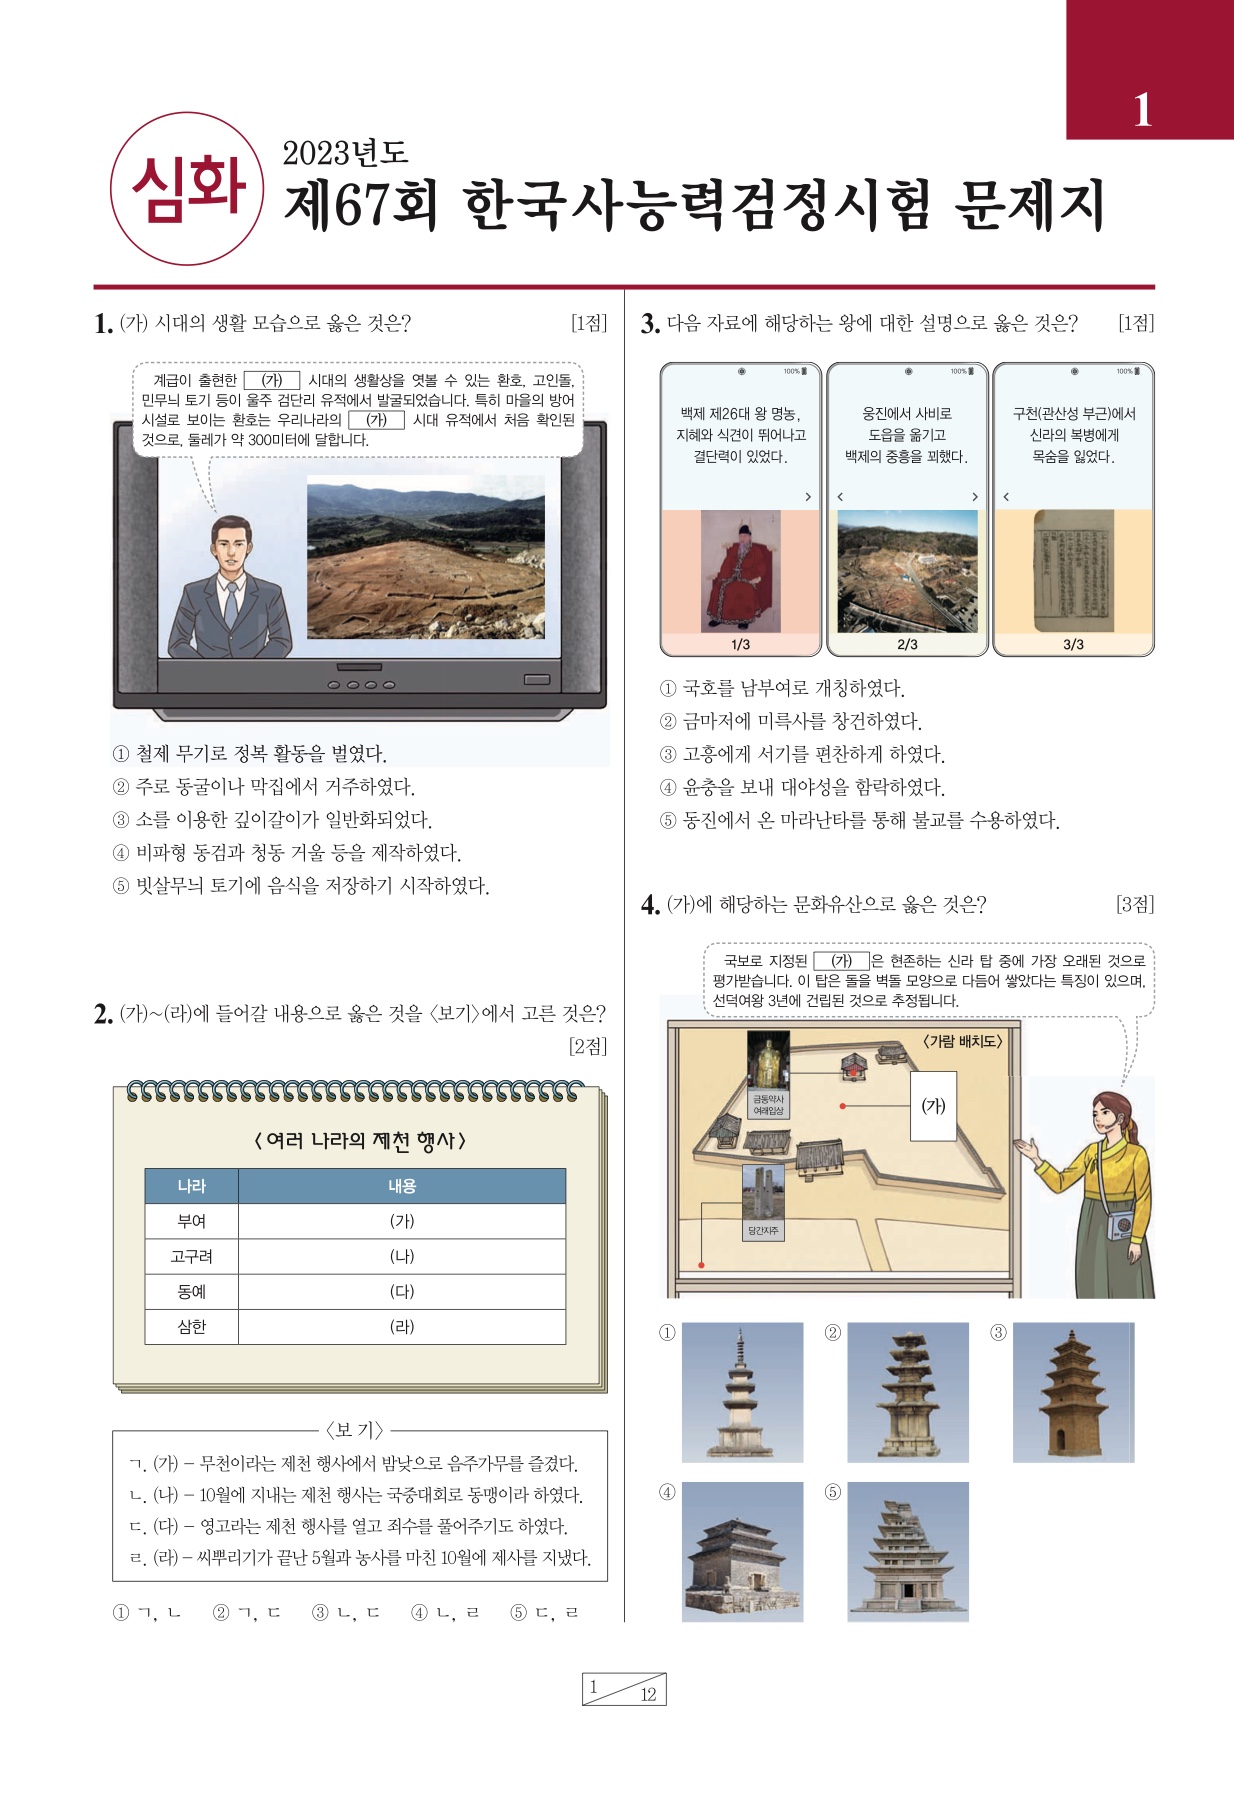 1
심화
2023년도
제67회 한국사능력검정시험 문제지
1. (가) 시대의 생활 모습으로 옳은 것은? [1점]
계급이 출현한 (가) 시대의 생활상을 엿볼 수 있는 환호, 고인돌,
민무늬 토기 등이 울주 검단리 유적에서 발굴되었습니다. 특히 마을의 방어
시설로 보이는 환호는 우리나라의 (가) 시대 유적에서 처음 확인된
것으로, 둘레가 약 300미터에 달합니다.
① 철제 무기로 정복 활동을 벌였다.
② 주로 동굴이나 막집에서 거주하였다.
③ 소를 이용한 깊이갈이가 일반화되었다.
④ 비파형 동검과 청동 거울 등을 제작하였다.
⑤ 빗살무늬 토기에 음식을 저장하기 시작하였다.
2. (가)~(라)에 들어갈 내용으로 옳은 것을 〈보기〉에서 고른 것은?
[2점]
〈여러 나라의 제천 행사〉
나라 내용
부여 (가)
고구려 (나)
동예 (다)
삼한 (라)
〈보 기〉
ㄱ. (가) - 무천이라는 제천 행사에서 밤낮으로 음주가무를 즐겼다.
ㄴ. (나) - 10월에 지내는 제천 행사는 국중대회로 동맹이라 하였다.
ㄷ. (다) - 영고라는 제천 행사를 열고 죄수를 풀어주기도 하였다.
ㄹ. (라) - 씨뿌리기가 끝난 5월과 농사를 마친 10월에 제사를 지냈다.
① ㄱ, ㄴ ② ㄱ, ㄷ ③ ㄴ, ㄷ ④ ㄴ, ㄹ ⑤ ㄷ, ㄹ
3. 다음 자료에 해당하는 왕에 대한 설명으로 옳은 것은? [1점]
100%
백제 제26대 왕 명농,
지혜와 식견이 뛰어나고
결단력이 있었다.
1/3
100%
웅진에서 사비로
도읍을 옮기고
백제의 중흥을 꾀했다.
2/3
100%
구천(관산성 부근)에서
신라의 복병에게
목숨을 잃었다.
3/3
① 국호를 남부여로 개칭하였다.
② 금마저에 미륵사를 창건하였다.
③ 고흥에게 서기를 편찬하게 하였다.
④ 윤충을 보내 대야성을 함락하였다.
⑤ 동진에서 온 마라난타를 통해 불교를 수용하였다.
4. (가)에 해당하는 문화유산으로 옳은 것은? [3점]
국보로 지정된 (가) 은 현존하는 신라 탑 중에 가장 오래된 것으로
평가받습니다. 이 탑은 돌을 벽돌 모양으로 다듬어 쌓았다는 특징이 있으며,
선덕여왕 3년에 건립된 것으로 추정됩니다.
〈가람 배치도〉
금동약사
여래입상
(가)
당간지주
① ② ③
④ ⑤
1 12